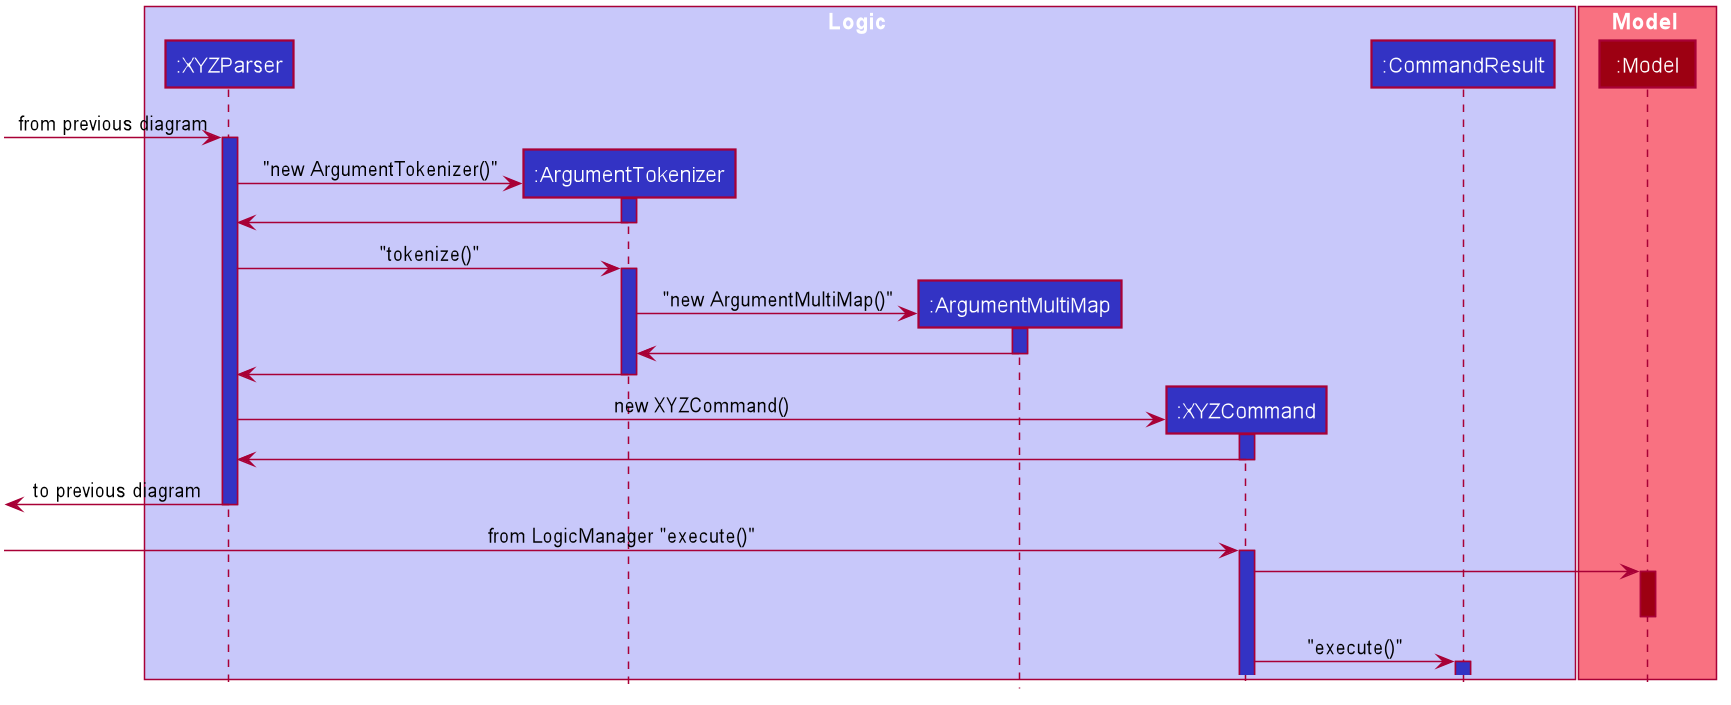 Logic
Model
:XYZParser
:CommandResult
:Model
from previous diagram
"new ArgumentTokenizer()"
:ArgumentTokenizer
"tokenize()"
"new ArgumentMultiMap()"
:ArgumentMultiMap
new XYZCommand()
:XYZCommand
to previous diagram
from LogicManager "execute()"
"execute()"